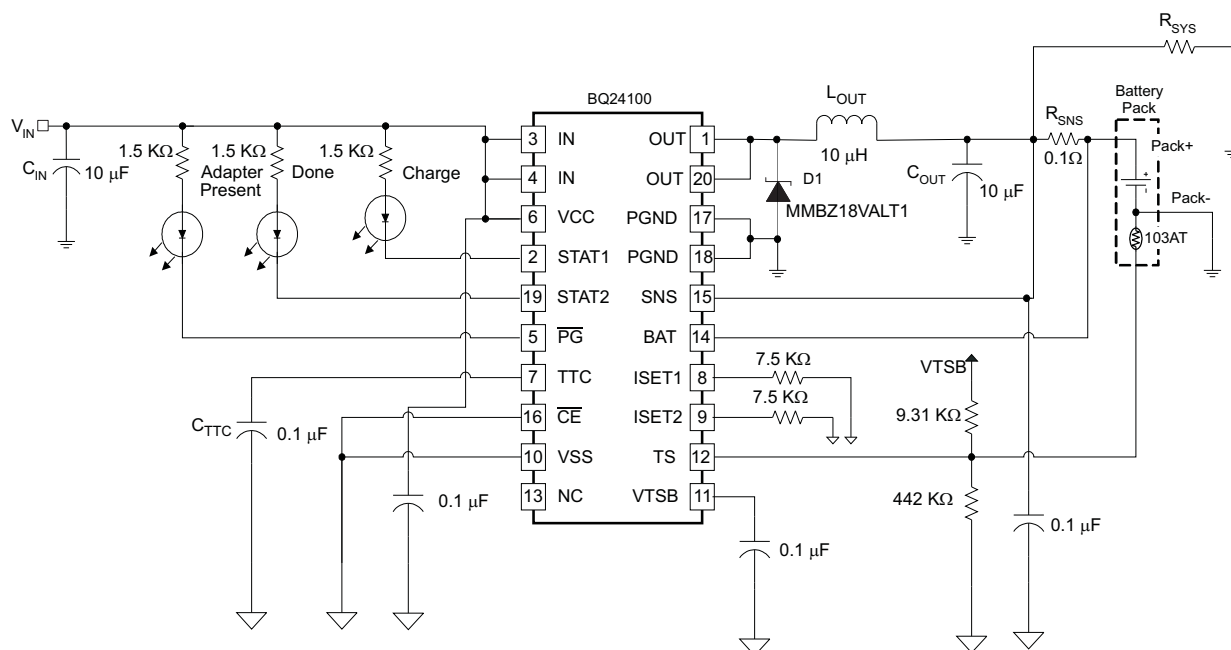 R_SYS
BQ24100
L_OUT
Battery
Pack
V_IN
R_SNS
3 IN OUT 1
Pack+
1.5 KΩ 1.5 KΩ 1.5 KΩ
10 μH
0.1Ω
C_IN 10 μF
Adapter
Present
Done
Charge
4 IN OUT 20
D1
C_OUT 10 μF
MMBZ18VALT1
Pack-
6 VCC PGND 17
103AT
2 STAT1 PGND 18
19 STAT2 SNS 15
5 PG BAT 14
7.5 KΩ
VTSB
7 TTC ISET1 8
7.5 KΩ
16 CE ISET2 9
9.31 KΩ
C_TTC 0.1 μF
10 VSS TS 12
13 NC VTSB 11
442 KΩ
0.1 μF
0.1 μF
0.1 μF